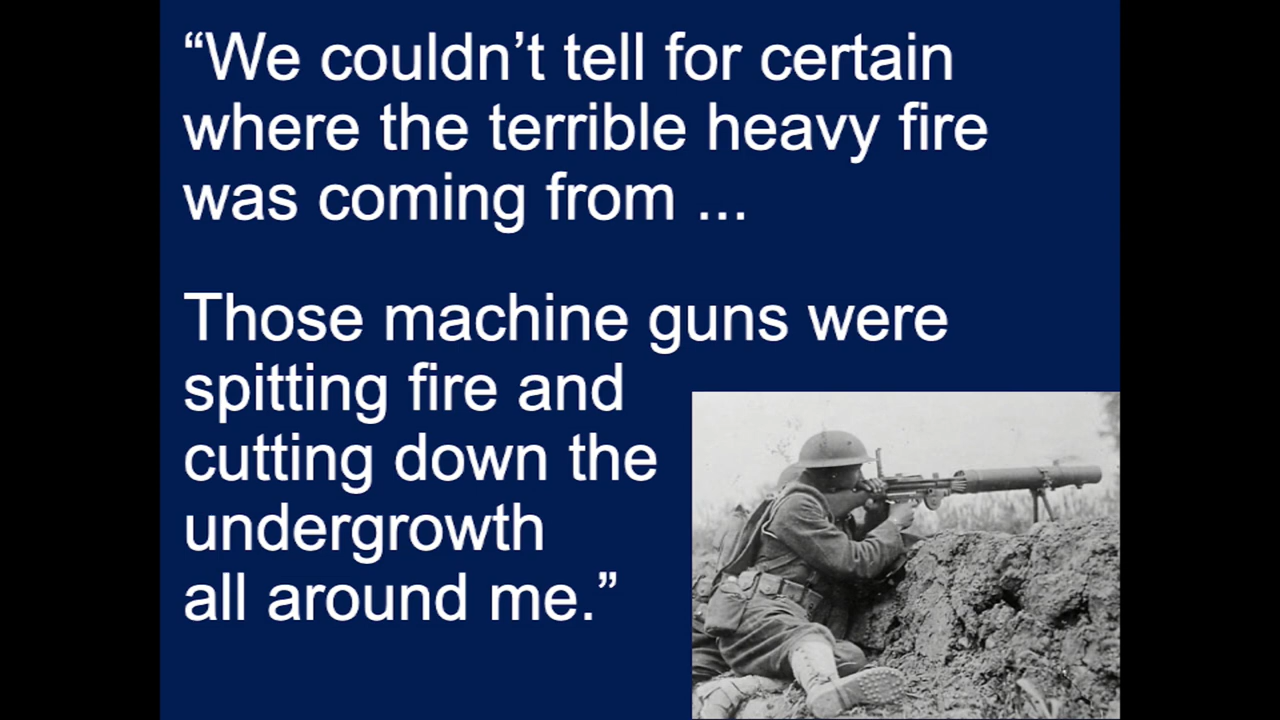 “We couldn’t tell for certain
where the terrible heavy fire
was coming from ...
Those machine guns were
spitting fire and
cutting down the
undergrowth
all around me.”